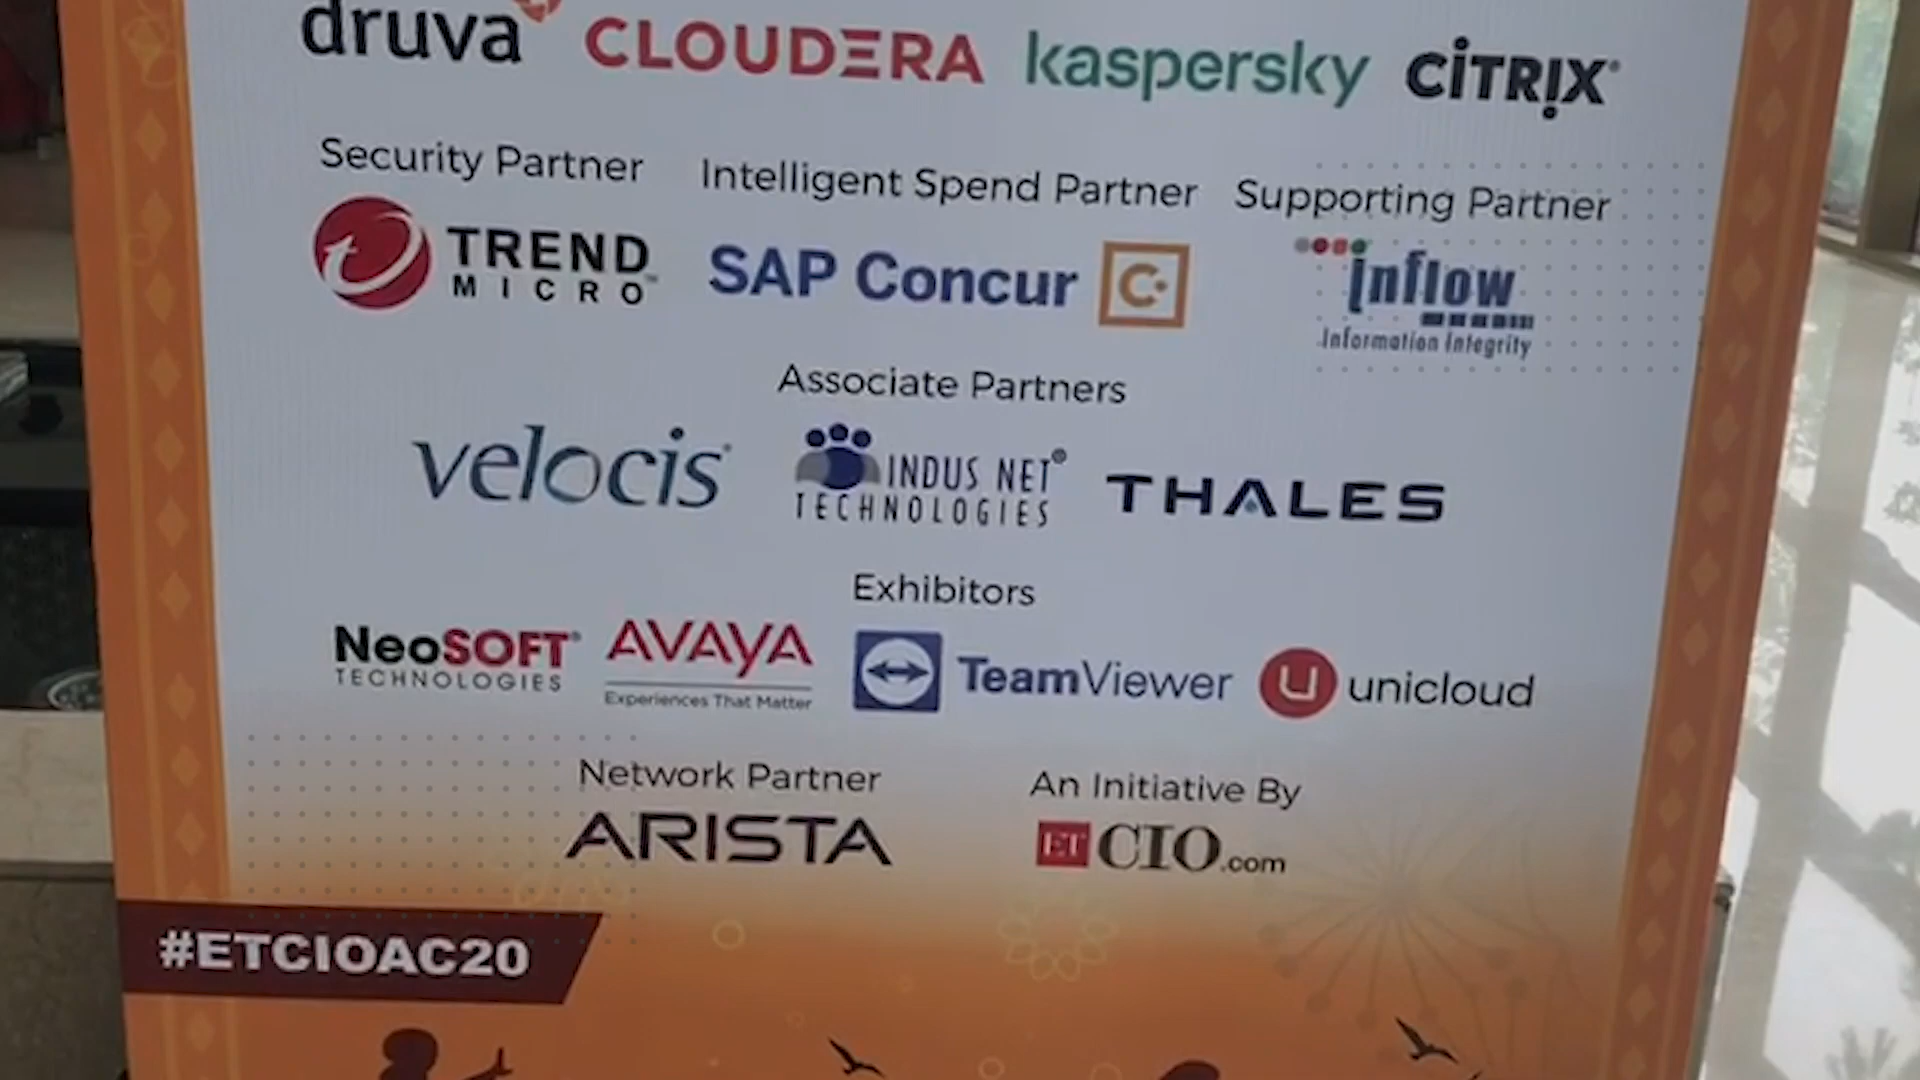 druva CLOUDERA kaspersky CITRIX®
Security Partner Intelligent Spend Partner Supporting Partner
TREND MICRO™ SAP Concur C. inflow
Information Integrity
Associate Partners
velocis INDUS NET® TECHNOLOGIES THALES
Exhibitors
NeoSOFT® TECHNOLOGIES AVAYA TeamViewer unicloud
Experiences That Matter
Network Partner An Initiative By
ARISTA ET CIO.com
#ETCIOAC20